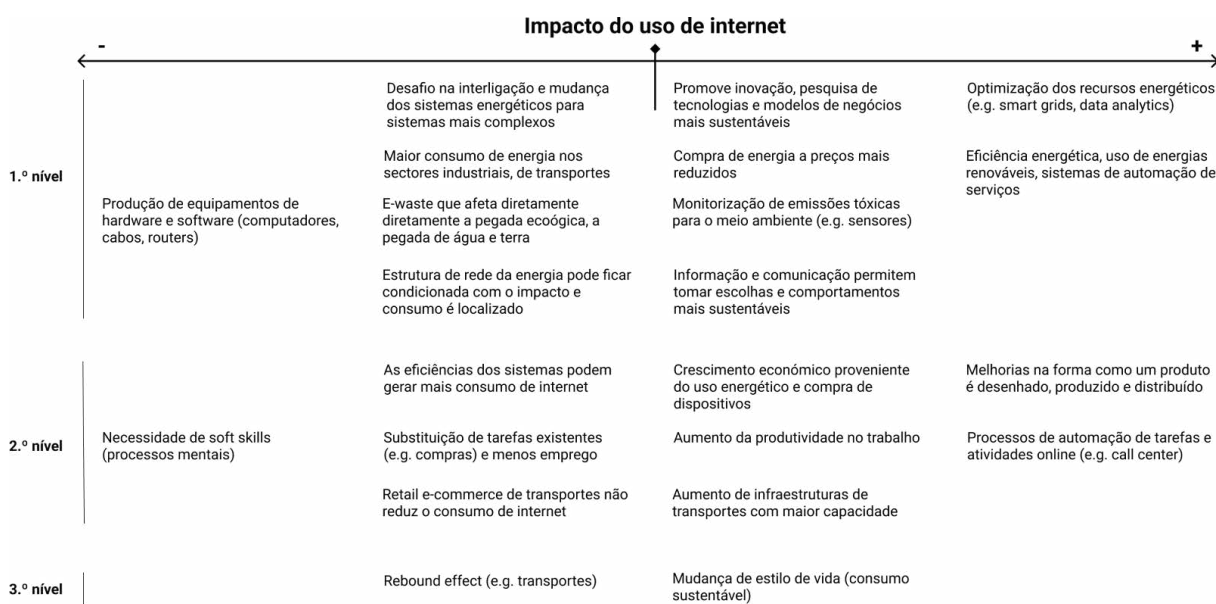 Impacto do uso de internet
-
+
1.º nível
Produção de equipamentos de
hardware e software (computadores,
cabos, routers)
Desafio na interligação e mudança
dos sistemas energéticos para
sistemas mais complexos
Maior consumo de energia nos
sectores industriais, de transportes
E-waste que afeta diretamente
diretamente a pegada ecoógica, a
pegada de água e terra
Estrutura de rede da energia pode ficar
condicionada com o impacto e
consumo é localizado
Promove inovação, pesquisa de
tecnologias e modelos de negócios
mais sustentáveis
Compra de energia a preços mais
reduzidos
Monitorização de emissões tóxicas
para o meio ambiente (e.g. sensores)
Informação e comunicação permitem
tomar escolhas e comportamentos
mais sustentáveis
Optimização dos recursos energéticos
(e.g. smart grids, data analytics)
Eficiência energética, uso de energias
renováveis, sistemas de automação de
serviços
2.º nível
Necessidade de soft skills
(processos mentais)
As eficiências dos sistemas podem
gerar mais consumo de internet
Substituição de tarefas existentes
(e.g. compras) e menos emprego
Retail e-commerce de transportes não
reduz o consumo de internet
Crescimento económico proveniente
do uso energético e compra de
dispositivos
Aumento da produtividade no trabalho
Aumento de infraestruturas de
transportes com maior capacidade
Melhorias na forma como um produto
é desenhado, produzido e distribuído
Processos de automação de tarefas e
atividades online (e.g. call center)
3.º nível
Rebound effect (e.g. transportes)
Mudança de estilo de vida (consumo
sustentável)